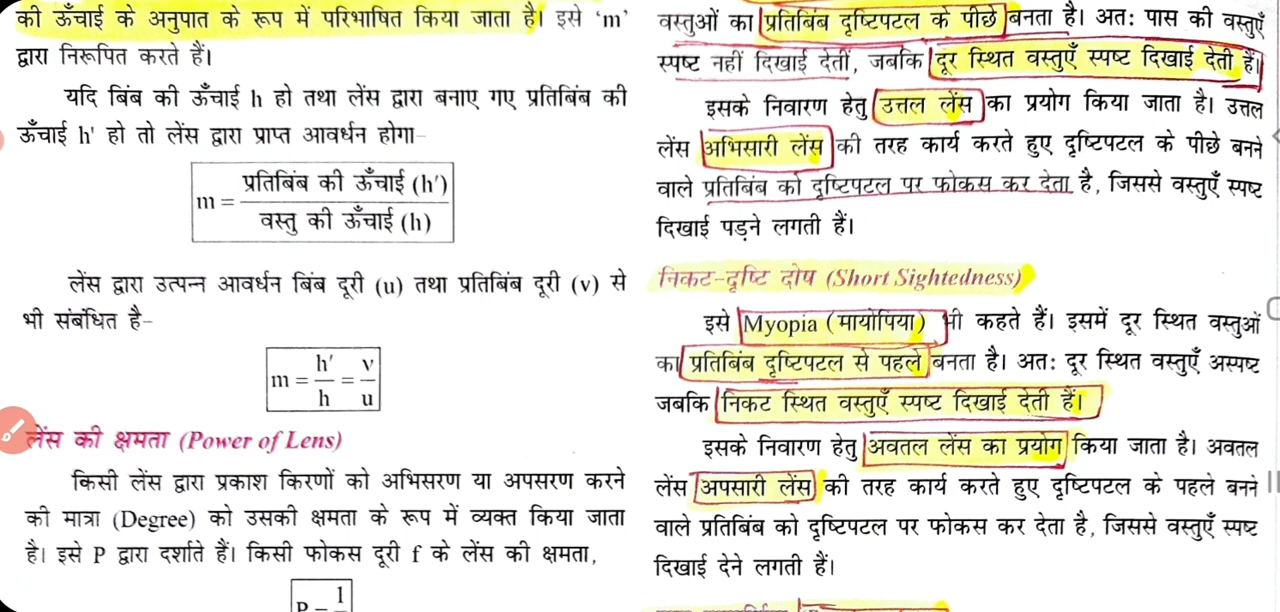 की ऊँचाई के अनुपात के रूप में परिभाषित किया जाता है। इसे ‘m’
द्वारा निरूपित करते हैं।
यदि बिंब की ऊँचाई h हो तथा लेंस द्वारा बनाए गए प्रतिबिंब की
ऊँचाई h' हो तो लेंस द्वारा प्राप्त आवर्धन होगा–
m = प्रतिबिंब की ऊँचाई (h') / वस्तु की ऊँचाई (h)
लेंस द्वारा उत्पन्न आवर्धन बिंब दूरी (u) तथा प्रतिबिंब दूरी (v) से
भी संबंधित है–
m = h'/h = v/u
लेंस की क्षमता (Power of Lens)
किसी लेंस द्वारा प्रकाश किरणों को अभिसरण या अपसरण करने
की मात्रा (Degree) को उसकी क्षमता के रूप में व्यक्त किया जाता
है। इसे P द्वारा दर्शाते हैं। किसी फोकस दूरी f के लेंस की क्षमता,
P = 1
वस्तुओं का प्रतिबिंब दृष्टिपटल के पीछे बनता है। अतः पास की वस्तुएँ
स्पष्ट नहीं दिखाई देतीं, जबकि दूर स्थित वस्तुएँ स्पष्ट दिखाई देती हैं।
इसके निवारण हेतु उत्तल लेंस का प्रयोग किया जाता है। उत्तल
लेंस अभिसारी लेंस की तरह कार्य करते हुए दृष्टिपटल के पीछे बनने
वाले प्रतिबिंब को दृष्टिपटल पर फोकस कर देता है, जिससे वस्तुएँ स्पष्ट
दिखाई पड़ने लगती हैं।
निकट-दृष्टि दोष (Short Sightedness)
इसे Myopia (मायोपिया) भी कहते हैं। इसमें दूर स्थित वस्तुओं
का प्रतिबिंब दृष्टिपटल से पहले बनता है। अतः दूर स्थित वस्तुएँ अस्पष्ट
जबकि निकट स्थित वस्तुएँ स्पष्ट दिखाई देती हैं।
इसके निवारण हेतु अवतल लेंस का प्रयोग किया जाता है। अवतल
लेंस अपसारी लेंस की तरह कार्य करते हुए दृष्टिपटल के पहले बनने
वाले प्रतिबिंब को दृष्टिपटल पर फोकस कर देता है, जिससे वस्तुएँ स्पष्ट
दिखाई देने लगती हैं।